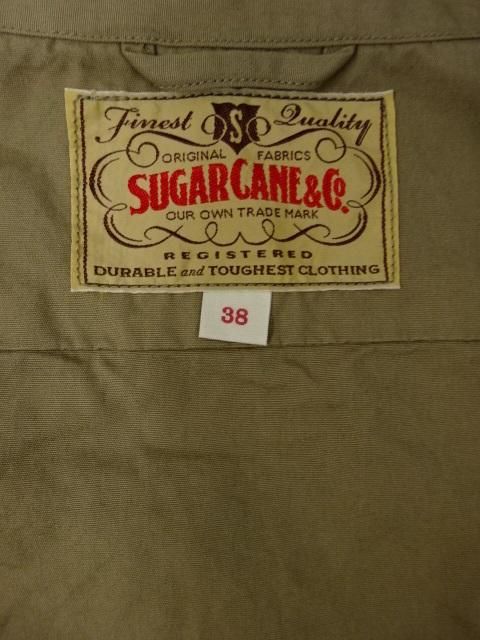 Finest S Quality
ORIGINAL FABRICS
SUGAR CANE & Co.
OUR OWN TRADE MARK
REGISTERED
DURABLE and TOUGHEST CLOTHING
38